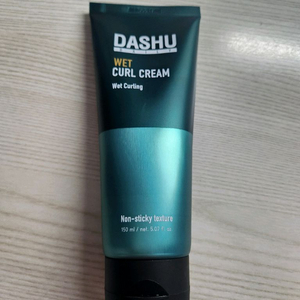 DASHU
WET
CURL CREAM
Wet Curling
Non-sticky texture
150 ml / net. 5.07 fl. oz